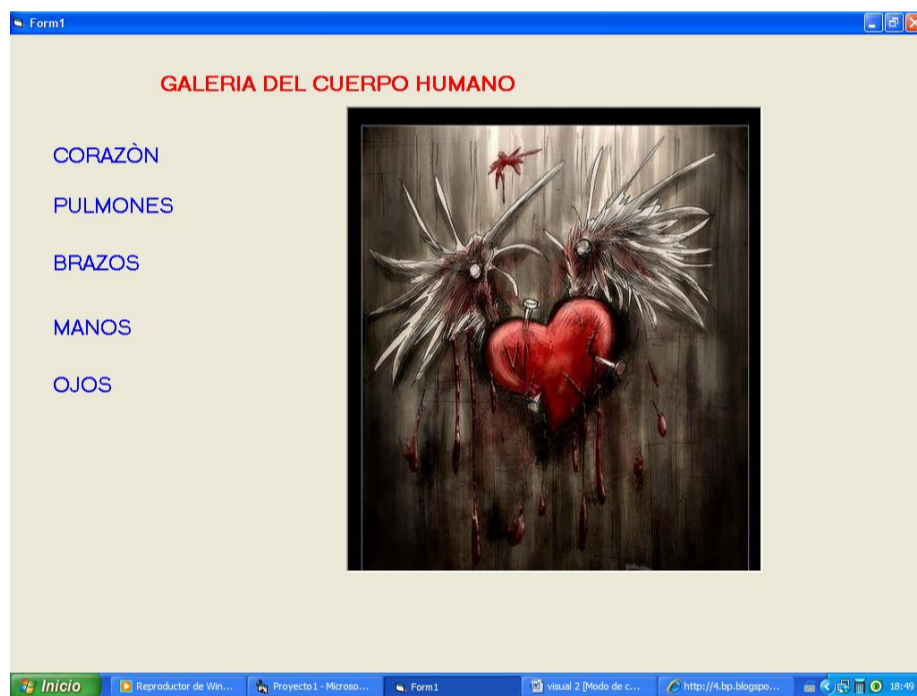 Form1
GALERIA DEL CUERPO HUMANO
CORAZÒN
PULMONES
BRAZOS
MANOS
OJOS
Inicio
Reproductor de Win...
Proyecto1 - Microso...
Form1
visual 2 [Modo de c...
http://4.bp.blogspo...
18:49